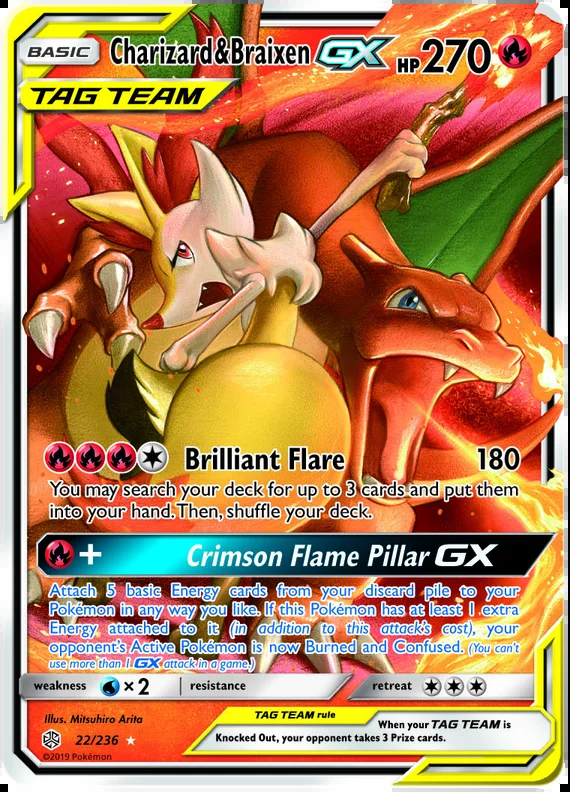 BASIC Charizard&Braixen GX HP 270
TAG TEAM
Brilliant Flare 180
You may search your deck for up to 3 cards and put them
into your hand. Then, shuffle your deck.
+ Crimson Flame Pillar GX
Attach 5 basic Energy cards from your discard pile to your
Pokémon in any way you like. If this Pokémon has at least 1 extra
Energy attached to it (in addition to this attack's cost), your
opponent's Active Pokémon is now Burned and Confused. (You can't
use more than 1 GX attack in a game.)
weakness ×2 resistance retreat
Illus. Mitsuhiro Arita
22/236
©2019 Pokémon
TAG TEAM rule
When your TAG TEAM is
Knocked Out, your opponent takes 3 Prize cards.